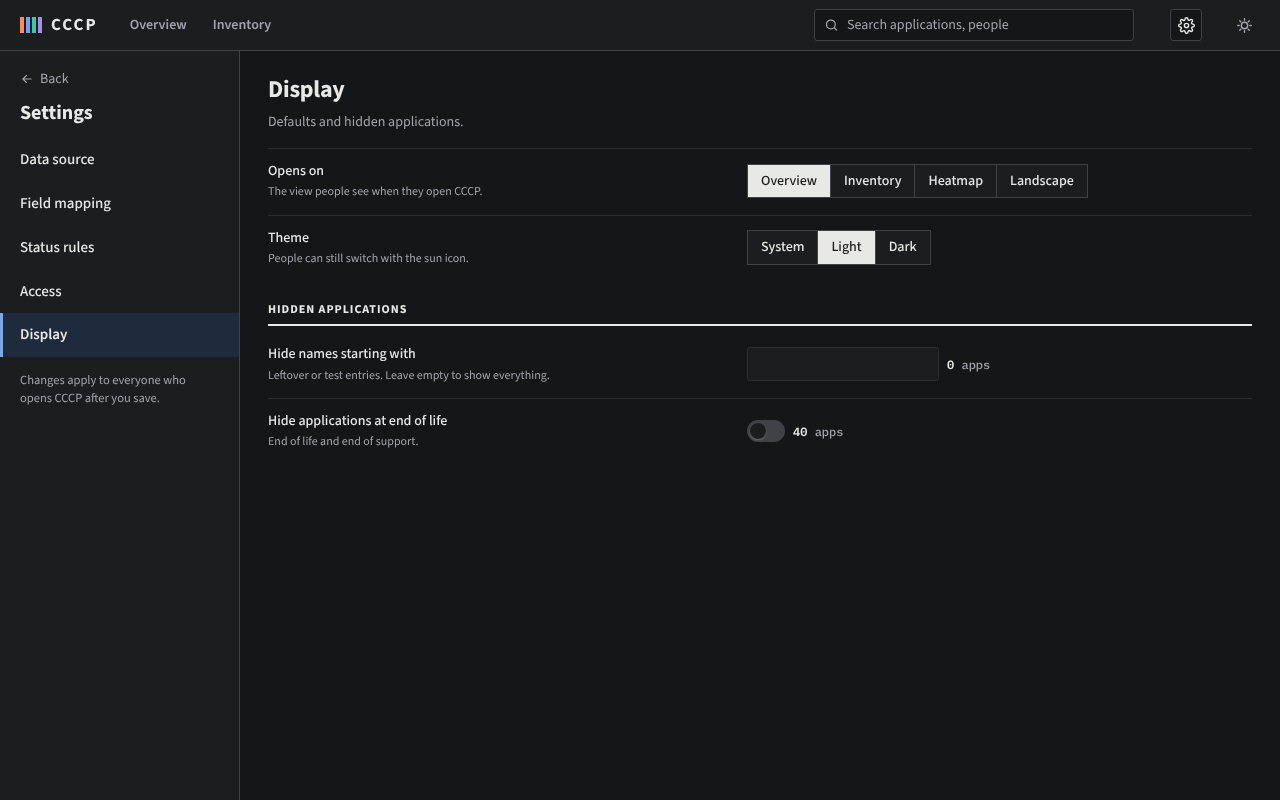 CCCP
Overview
Inventory
Search applications, people
Back
Settings
Data source
Field mapping
Status rules
Access
Display
Changes apply to everyone who
opens CCCP after you save.
Display
Defaults and hidden applications.
Opens on
The view people see when they open CCCP.
Overview
Inventory
Heatmap
Landscape
Theme
People can still switch with the sun icon.
System
Light
Dark
HIDDEN APPLICATIONS
Hide names starting with
Leftover or test entries. Leave empty to show everything.
0 apps
Hide applications at end of life
End of life and end of support.
40 apps